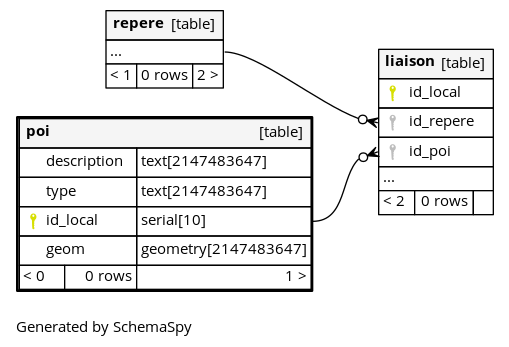 repere [table]
...
< 1 0 rows 2 >
liaison [table]
id_local
id_repere
id_poi
...
< 2 0 rows
poi [table]
description text[2147483647]
type text[2147483647]
id_local serial[10]
geom geometry[2147483647]
< 0 0 rows 1 >
Generated by SchemaSpy